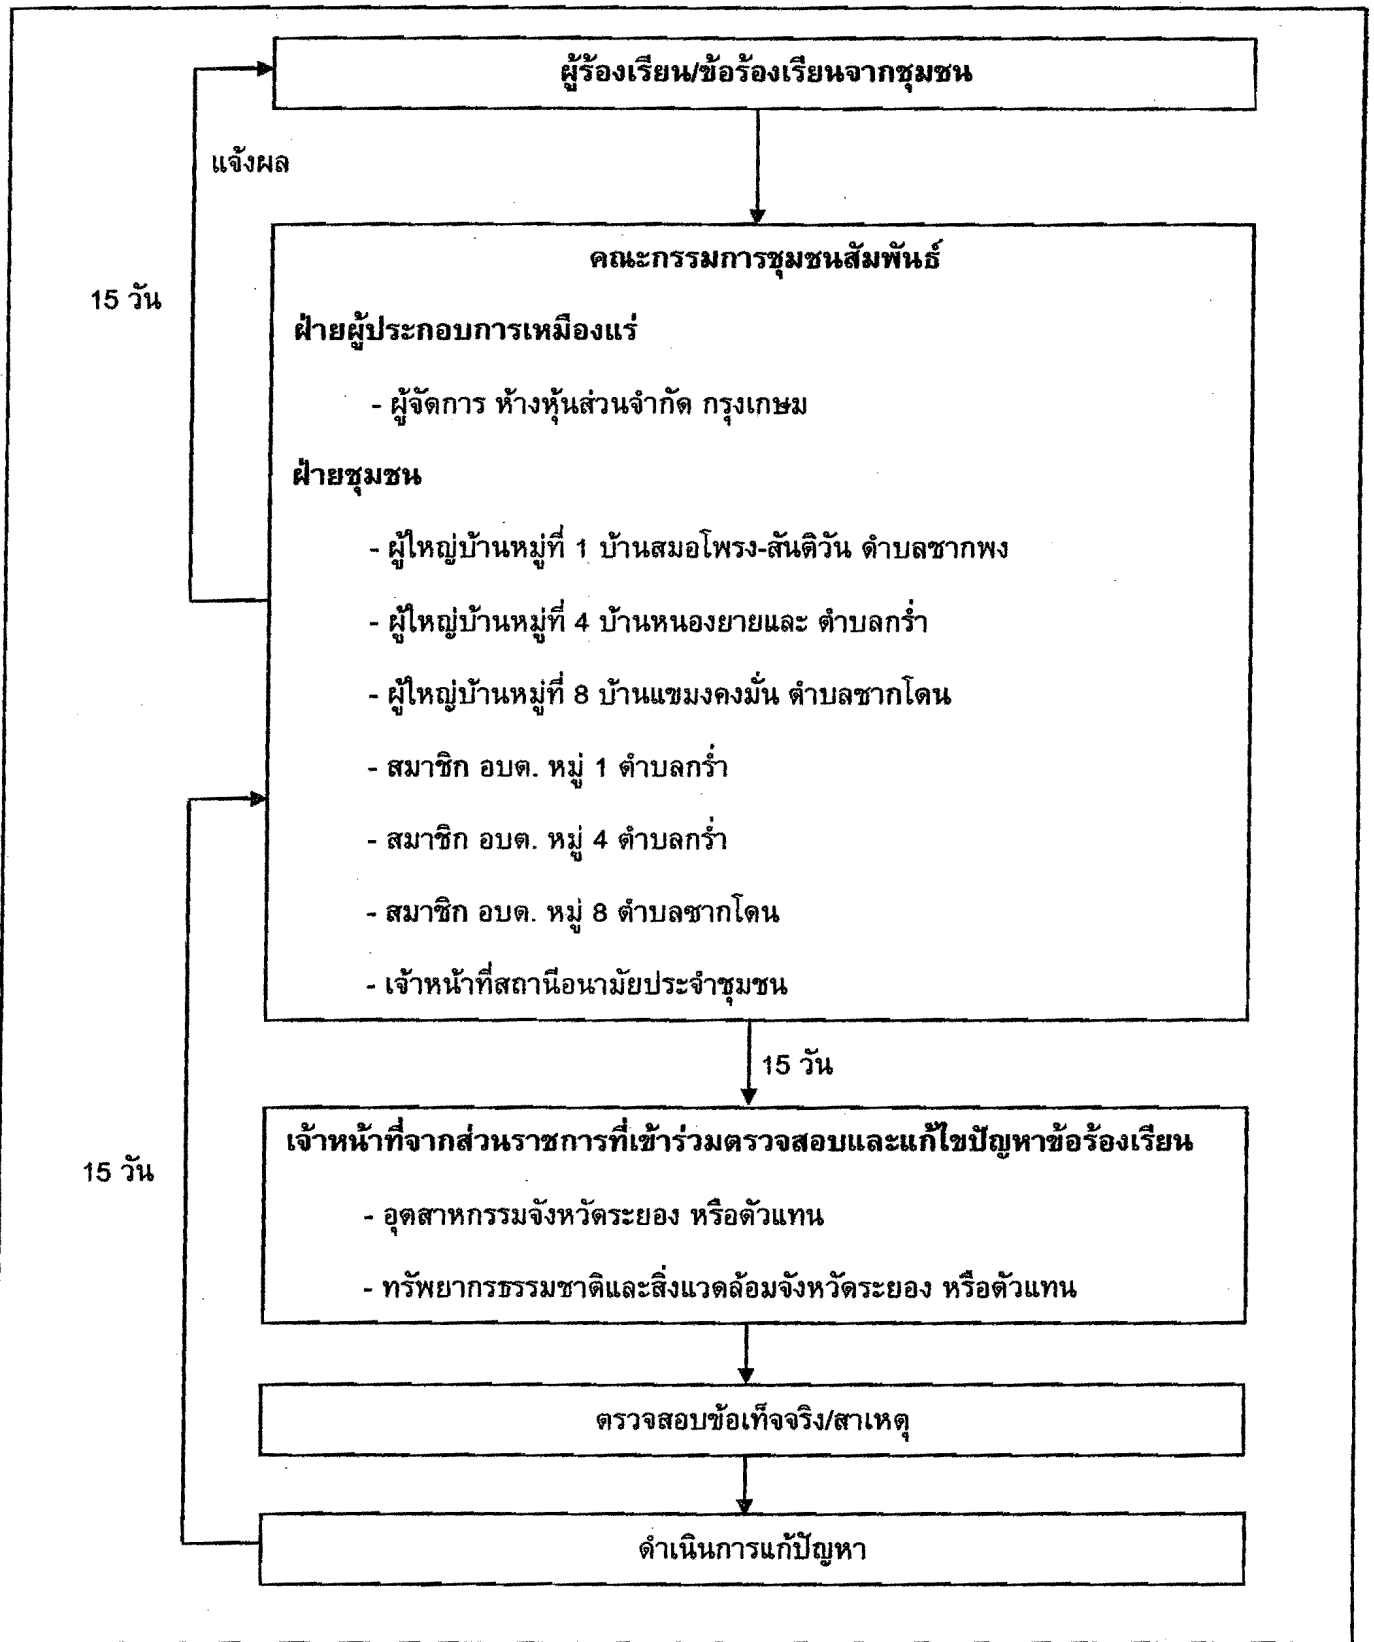 ผู้ร้องเรียน/ข้อร้องเรียนจากชุมชน
แจ้งผล
15 วัน
คณะกรรมการชุมชนสัมพันธ์
ฝ่ายผู้ประกอบการเหมืองแร่
- ผู้จัดการ ห้างหุ้นส่วนจำกัด กรุงเกษม
ฝ่ายชุมชน
- ผู้ใหญ่บ้านหมู่ที่ 1 บ้านสมอโพรง-สันติวัน ตำบลชากพง
- ผู้ใหญ่บ้านหมู่ที่ 4 บ้านหนองยายและ ตำบลกร่ำ
- ผู้ใหญ่บ้านหมู่ที่ 8 บ้านแขมงคงมั่น ตำบลชากโดน
- สมาชิก อบต. หมู่ 1 ตำบลกร่ำ
- สมาชิก อบต. หมู่ 4 ตำบลกร่ำ
- สมาชิก อบต. หมู่ 8 ตำบลชากโดน
- เจ้าหน้าที่สถานีอนามัยประจำชุมชน
15 วัน
15 วัน
เจ้าหน้าที่จากส่วนราชการที่เข้าร่วมตรวจสอบและแก้ไขปัญหาข้อร้องเรียน
- อุตสาหกรรมจังหวัดระยอง หรือตัวแทน
- ทรัพยากรธรรมชาติและสิ่งแวดล้อมจังหวัดระยอง หรือตัวแทน
ตรวจสอบข้อเท็จจริง/สาเหตุ
ดำเนินการแก้ปัญหา